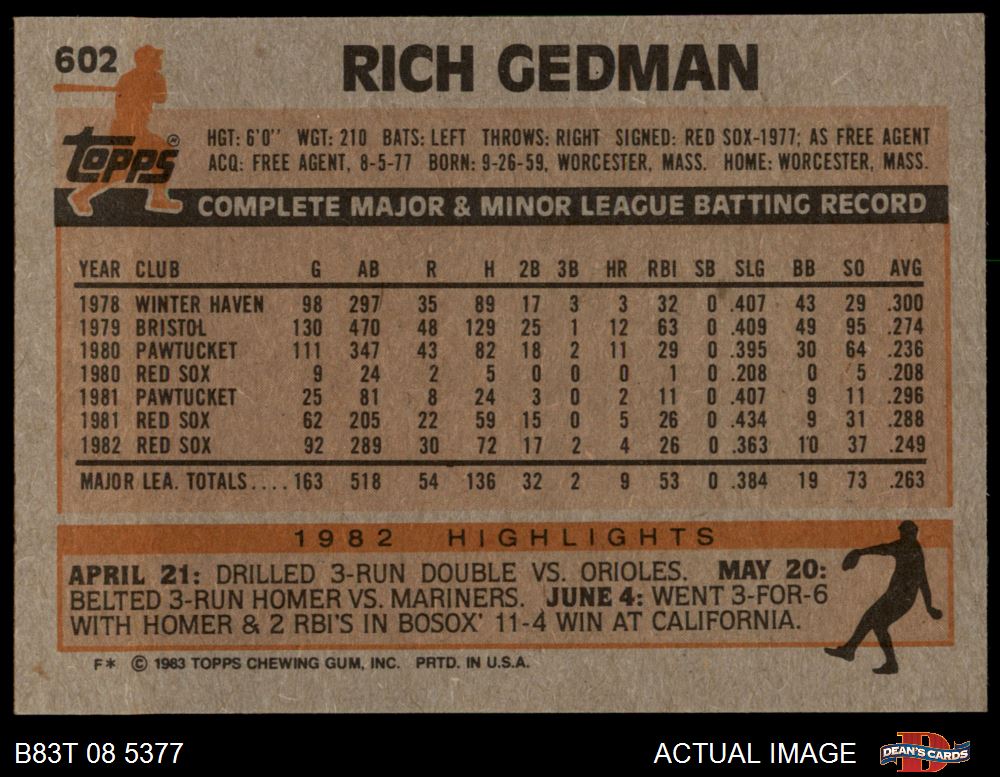 602
RICH GEDMAN
TOPPS®
HGT: 6'0'' WGT: 210 BATS: LEFT THROWS: RIGHT SIGNED: RED SOX-1977; AS FREE AGENT
ACQ: FREE AGENT, 8-5-77 BORN: 9-26-59, WORCESTER, MASS. HOME: WORCESTER, MASS.
COMPLETE MAJOR & MINOR LEAGUE BATTING RECORD
YEAR CLUB G AB R H 2B 3B HR RBI SB SLG BB SO AVG
1978 WINTER HAVEN 98 297 35 89 17 3 3 32 0 .407 43 29 .300
1979 BRISTOL 130 470 48 129 25 1 12 63 0 .409 49 95 .274
1980 PAWTUCKET 111 347 43 82 18 2 11 29 0 .395 30 64 .236
1980 RED SOX 9 24 2 5 0 0 0 1 0 .208 0 5 .208
1981 PAWTUCKET 25 81 8 24 3 0 2 11 0 .407 9 11 .296
1981 RED SOX 62 205 22 59 15 0 5 26 0 .434 9 31 .288
1982 RED SOX 92 289 30 72 17 2 4 26 0 .363 10 37 .249
MAJOR LEA. TOTALS.... 163 518 54 136 32 2 9 53 0 .384 19 73 .263
1982 HIGHLIGHTS
APRIL 21: DRILLED 3-RUN DOUBLE VS. ORIOLES. MAY 20:
BELTED 3-RUN HOMER VS. MARINERS. JUNE 4: WENT 3-FOR-6
WITH HOMER & 2 RBI'S IN BOSOX' 11-4 WIN AT CALIFORNIA.
F* © 1983 TOPPS CHEWING GUM, INC. PRTD. IN U.S.A.
B83T 08 5377
ACTUAL IMAGE
DEAN'S CARDS